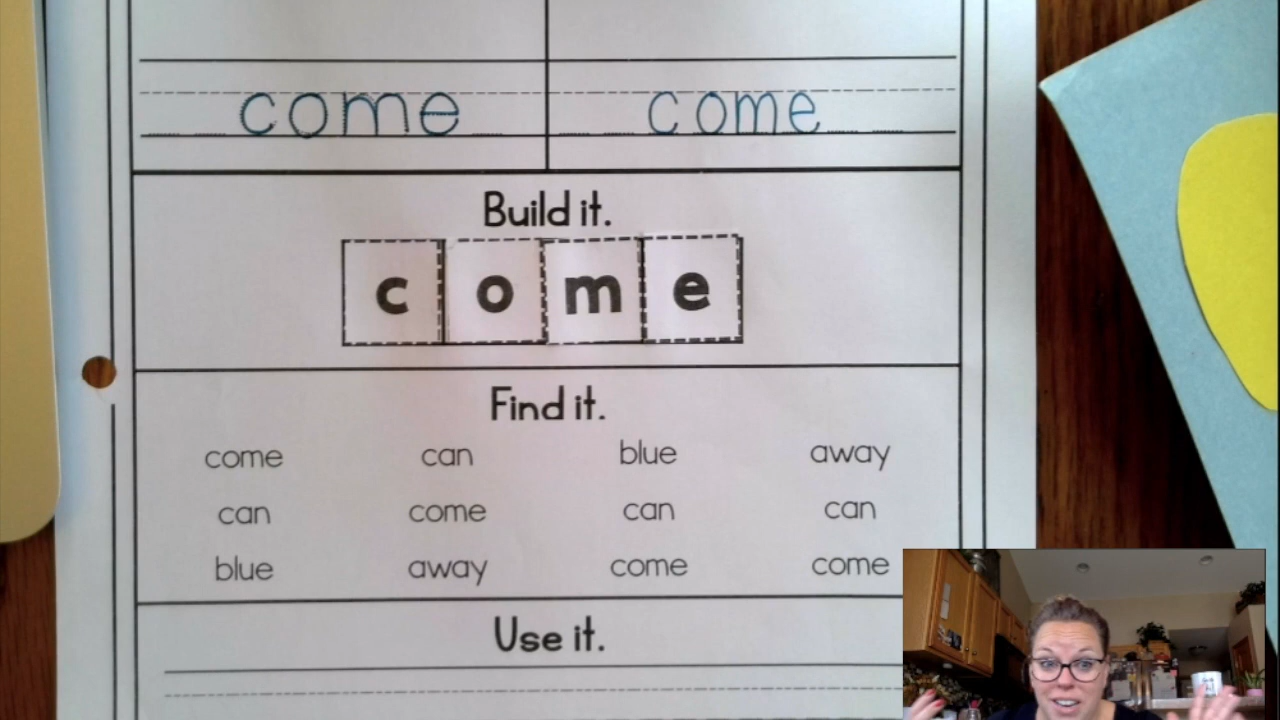 come come
Build it.
c o m e
Find it.
come can blue away
can come can can
blue away come come
Use it.